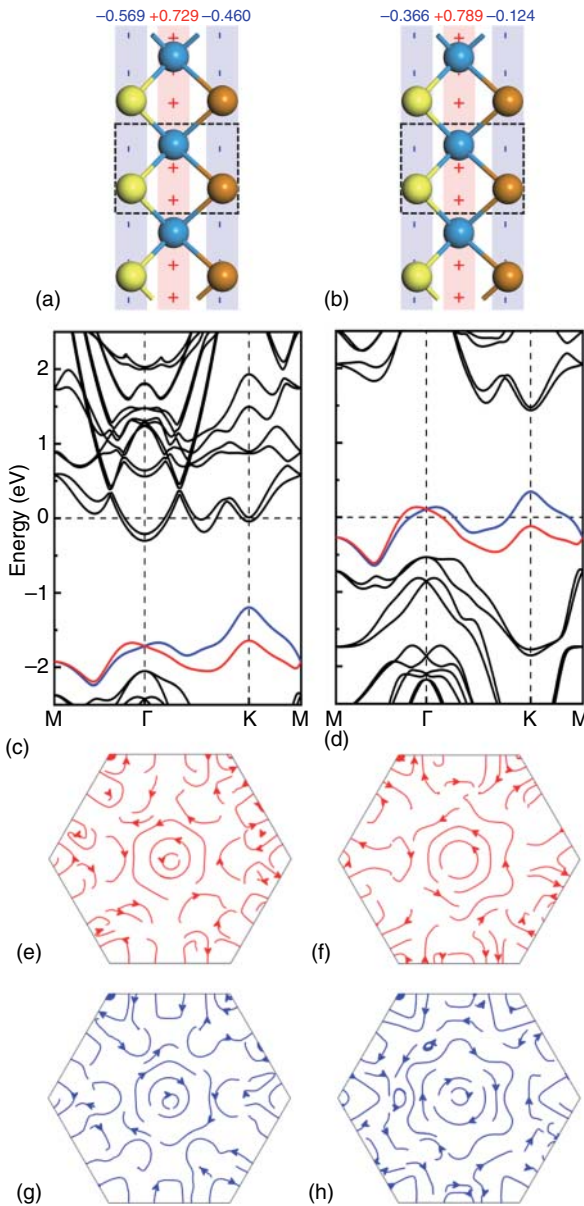 −0.569 +0.729 −0.460
−0.366 +0.789 −0.124
(a)
(b)
Energy (eV)
2
1
0
−1
−2
M Γ K M
M Γ K M
(c)
(d)
(e)
(f)
(g)
(h)